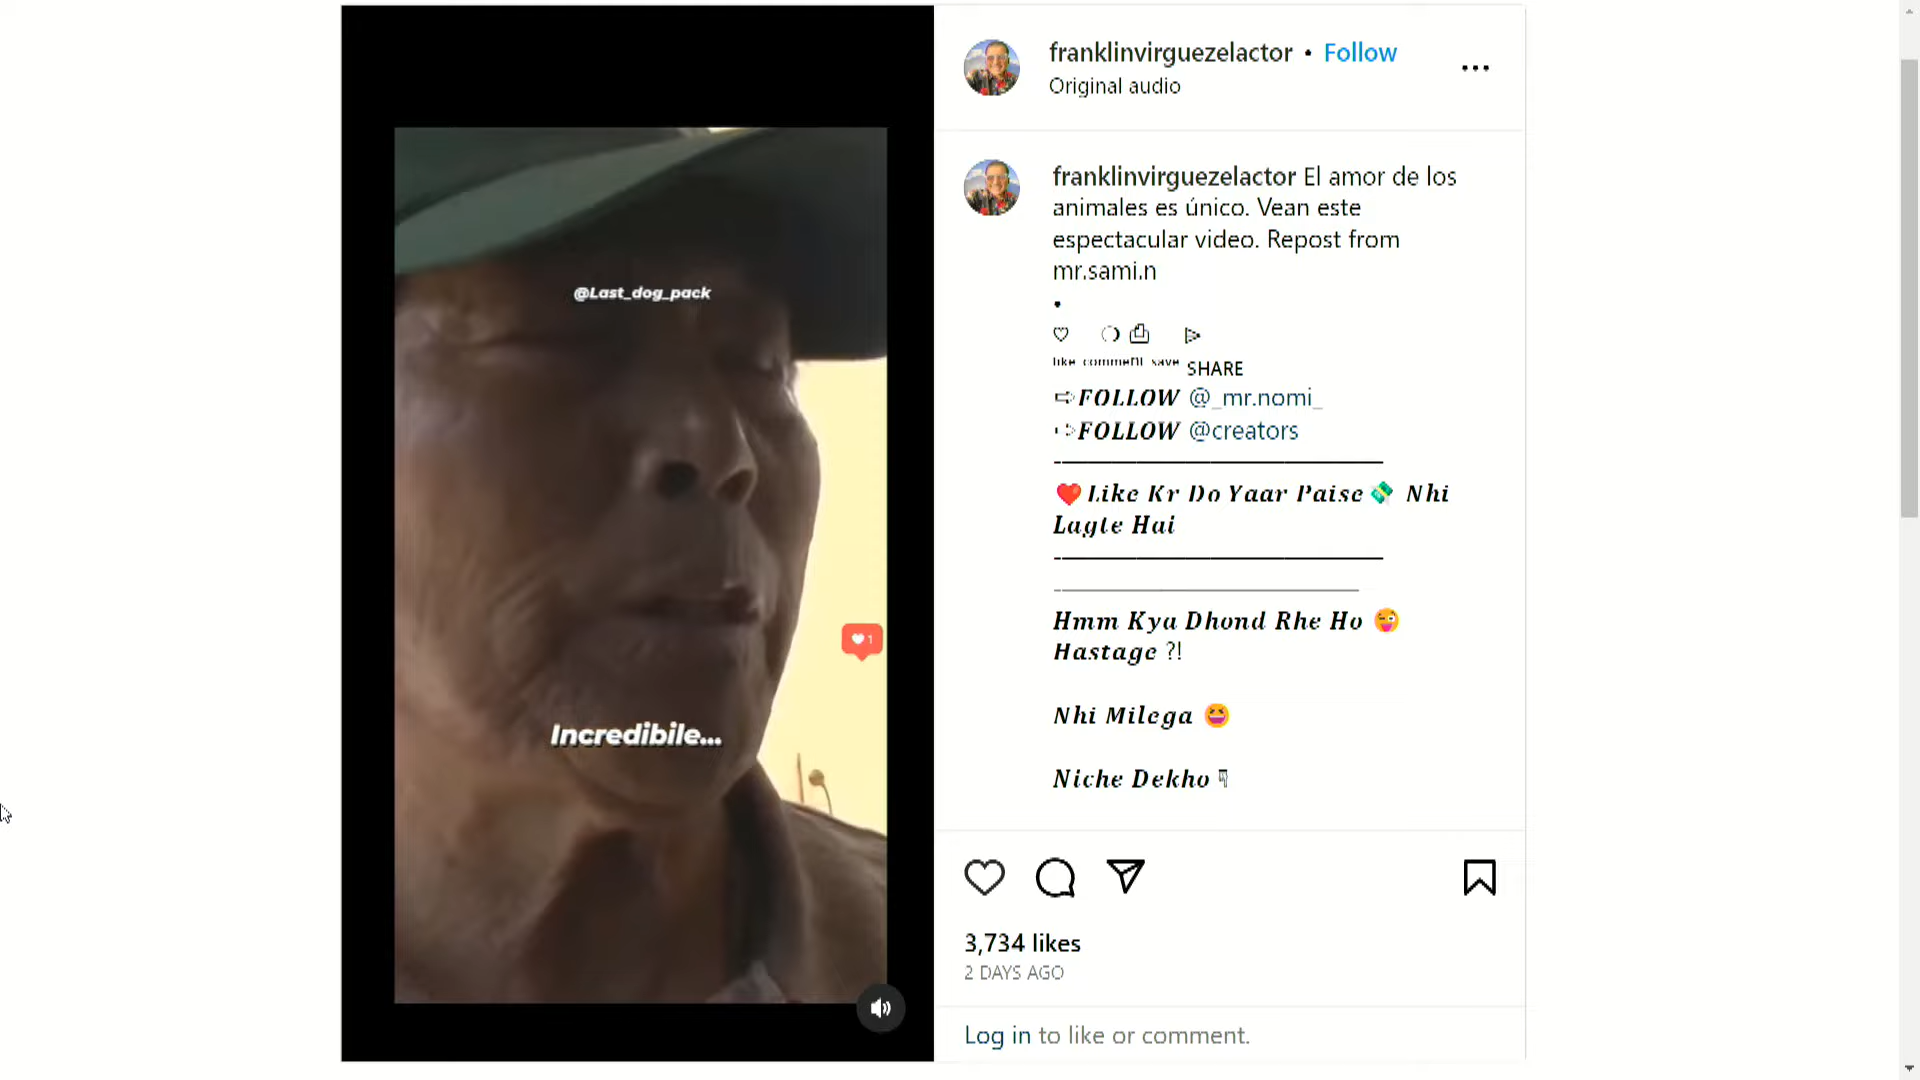 franklinvirguezelactor • Follow
Original audio
@Last_dog_pack
Incredibile...
1
franklinvirguezelactor El amor de los
animales es único. Vean este
espectacular video. Repost from
mr.sami.n
•
like comment save SHARE
FOLLOW @_mr.nomi_
FOLLOW @creators
Like Kr Do Yaar Paise 💸 Nhi
Lagte Hai
Hmm Kya Dhond Rhe Ho 😜
Hastage ?!
Nhi Milega 😆
Niche Dekho
3,734 likes
2 DAYS AGO
Log in to like or comment.